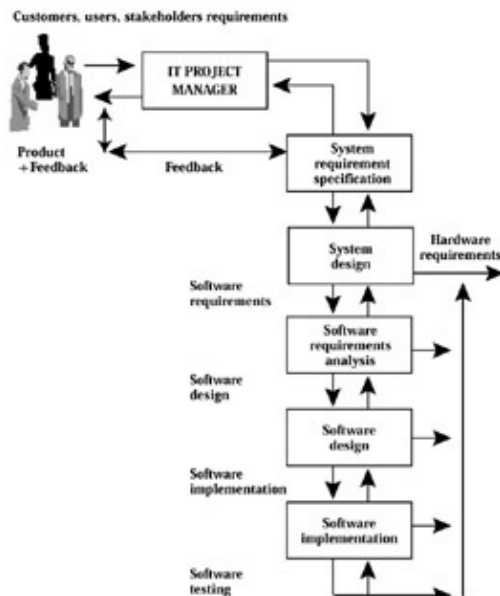 Customers, users, stakeholders requirements
IT PROJECT
MANAGER
Product
+Feedback
Feedback
System
requirement
specification
System
design
Hardware
requirements
Software
requirements
Software
requirements
analysis
Software
design
Software
design
Software
implementation
Software
implementation
Software
testing